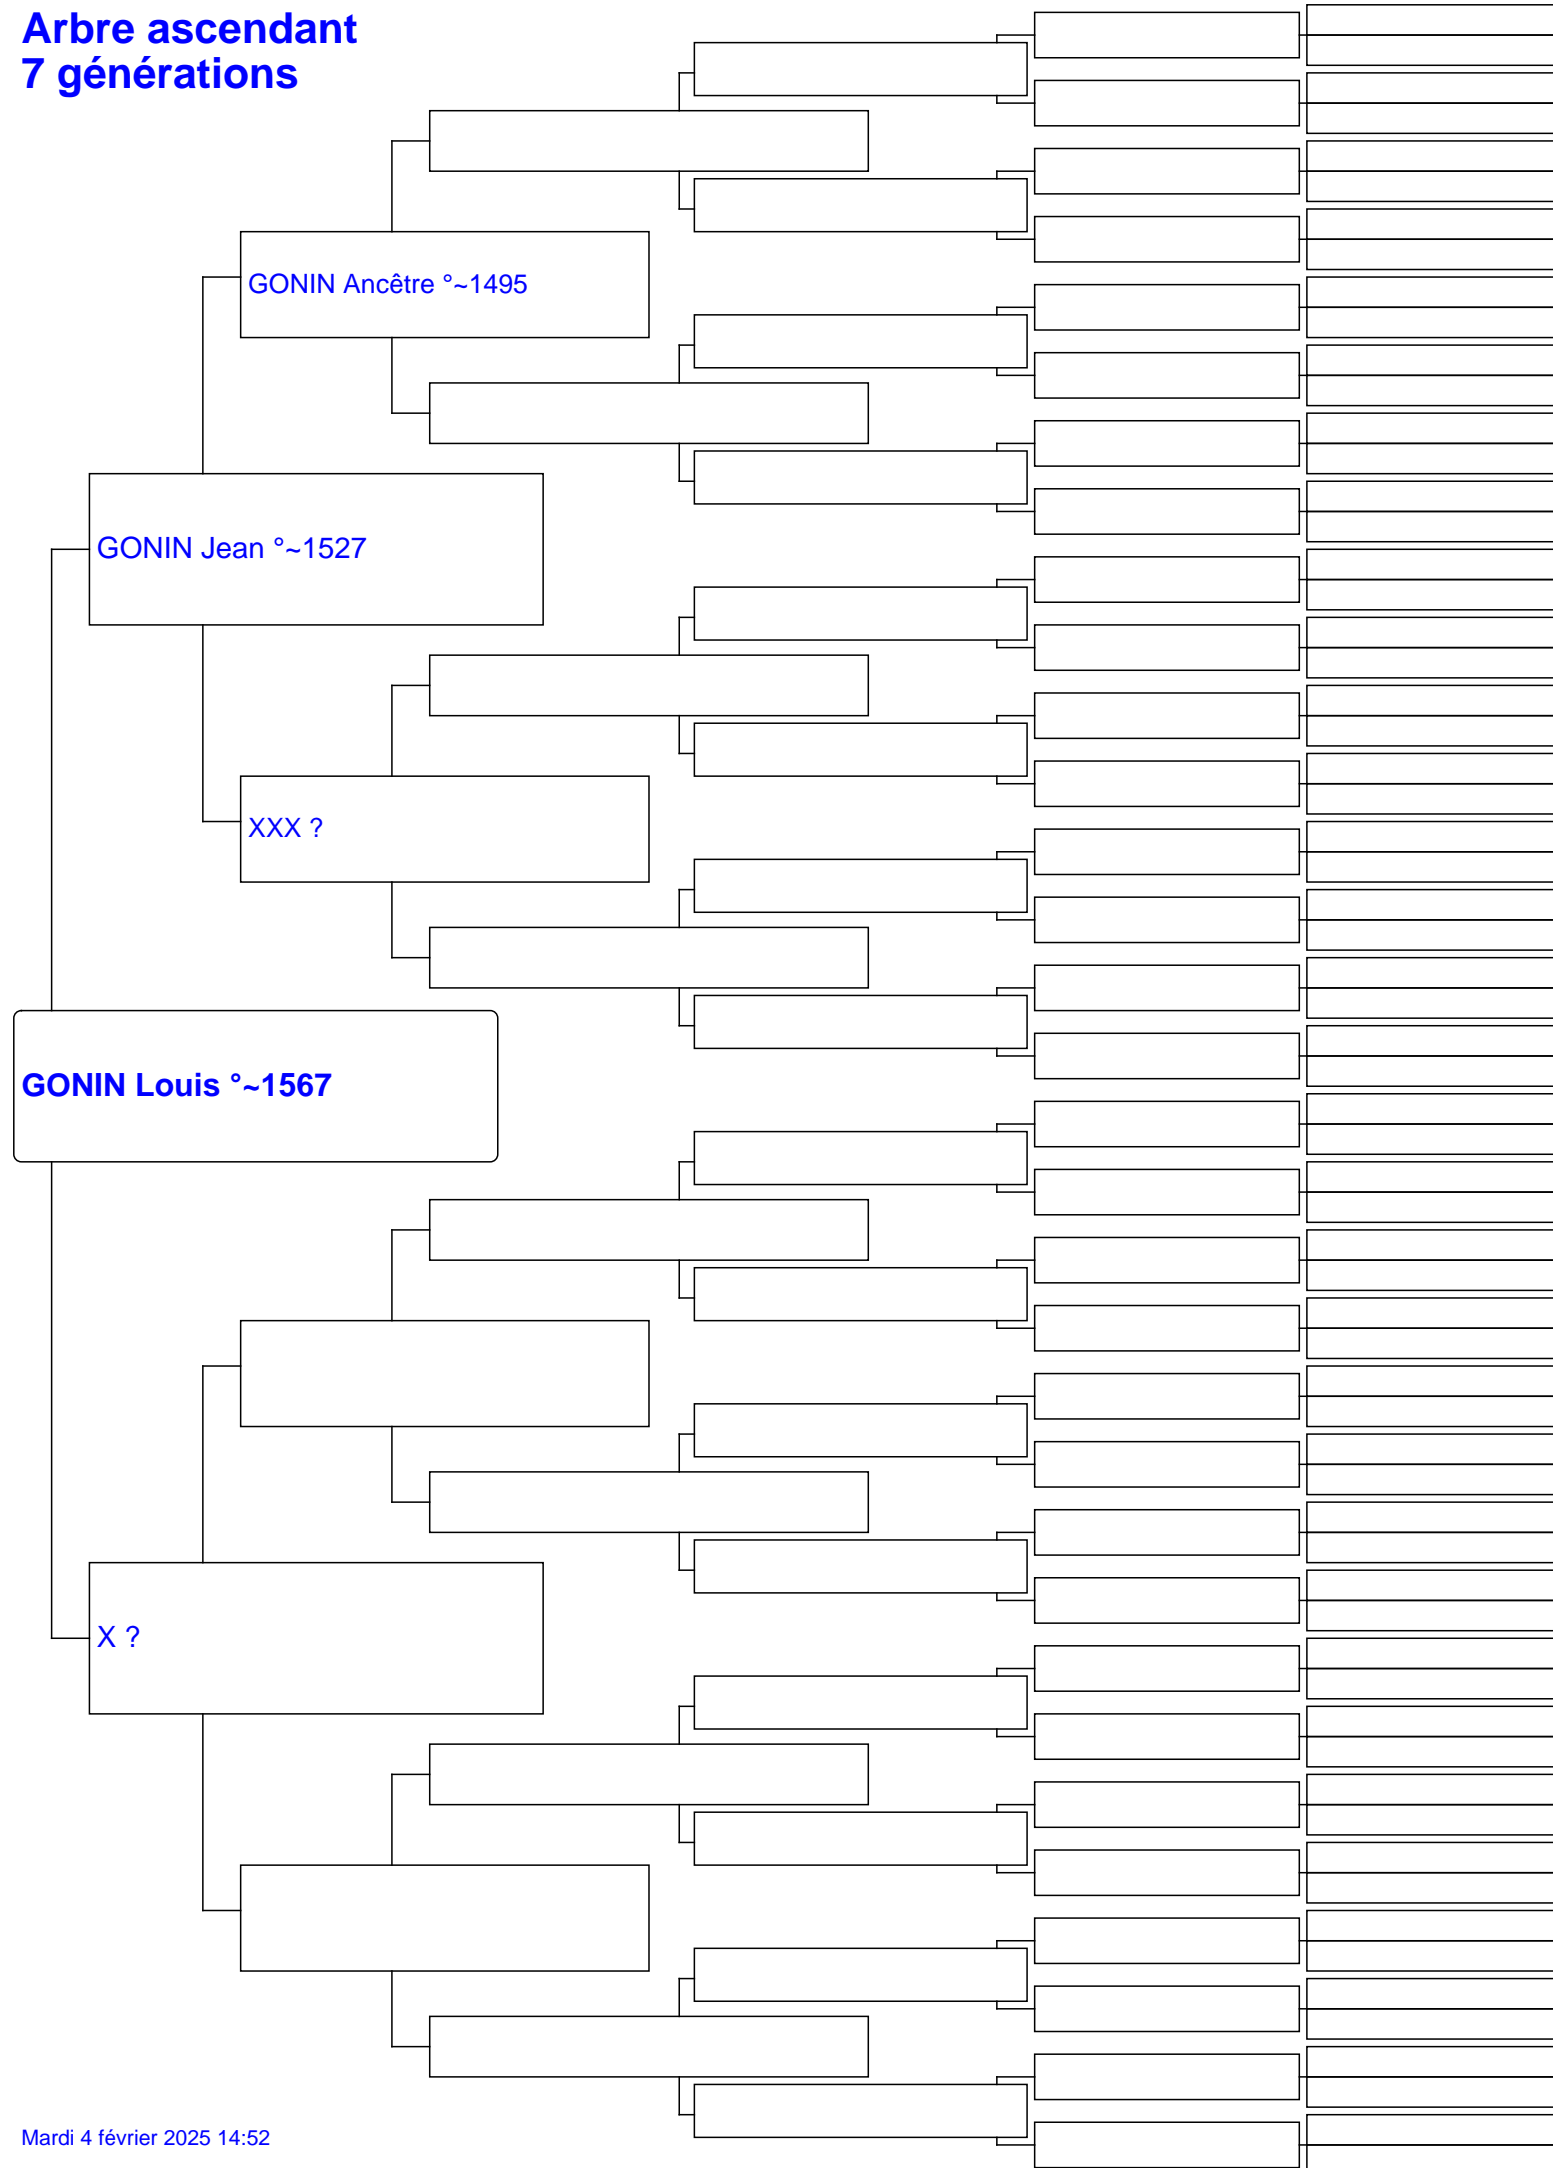 Arbre ascendant
7 générations
GONIN Ancêtre °~1495
GONIN Jean °~1527
XXX ?
GONIN Louis °~1567
X ?
Mardi 4 février 2025 14:52